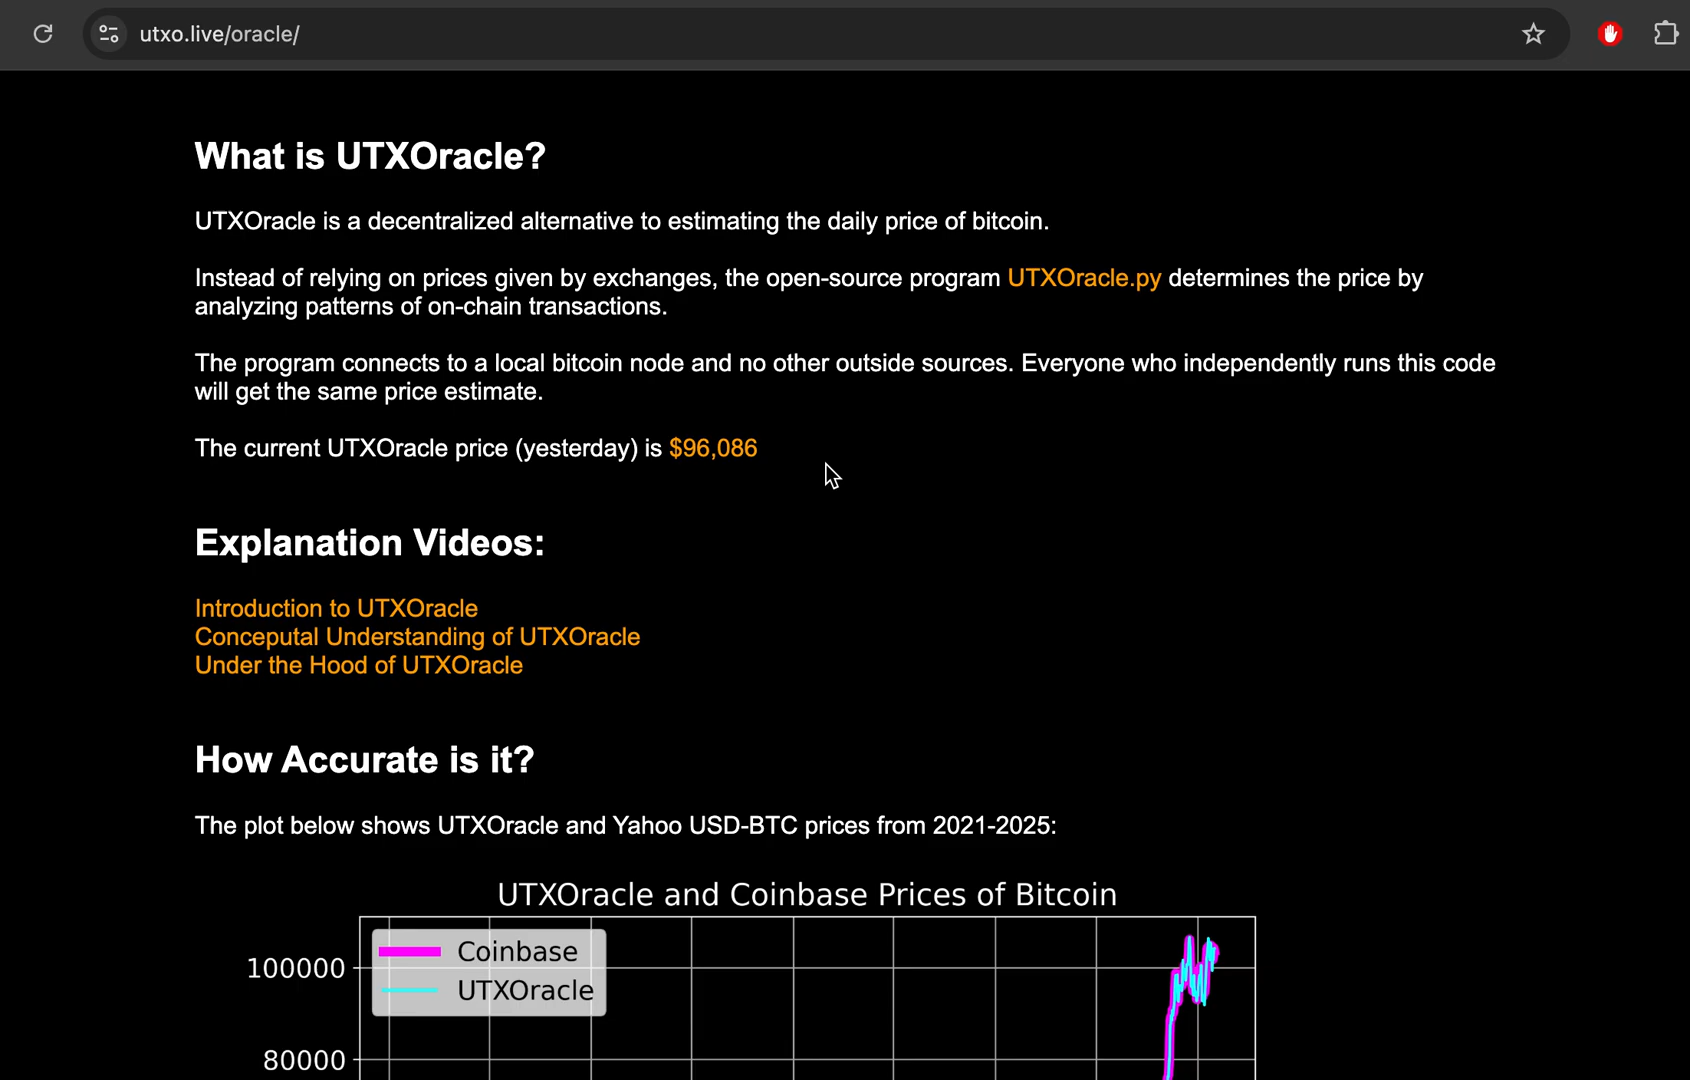 utxo.live/oracle/
What is UTXOracle?
UTXOracle is a decentralized alternative to estimating the daily price of bitcoin.
Instead of relying on prices given by exchanges, the open-source program UTXOracle.py determines the price by
analyzing patterns of on-chain transactions.
The program connects to a local bitcoin node and no other outside sources. Everyone who independently runs this code
will get the same price estimate.
The current UTXOracle price (yesterday) is $96,086
Explanation Videos:
Introduction to UTXOracle
Conceputal Understanding of UTXOracle
Under the Hood of UTXOracle
How Accurate is it?
The plot below shows UTXOracle and Yahoo USD-BTC prices from 2021-2025:
UTXOracle and Coinbase Prices of Bitcoin
Coinbase
100000
UTXOracle
80000